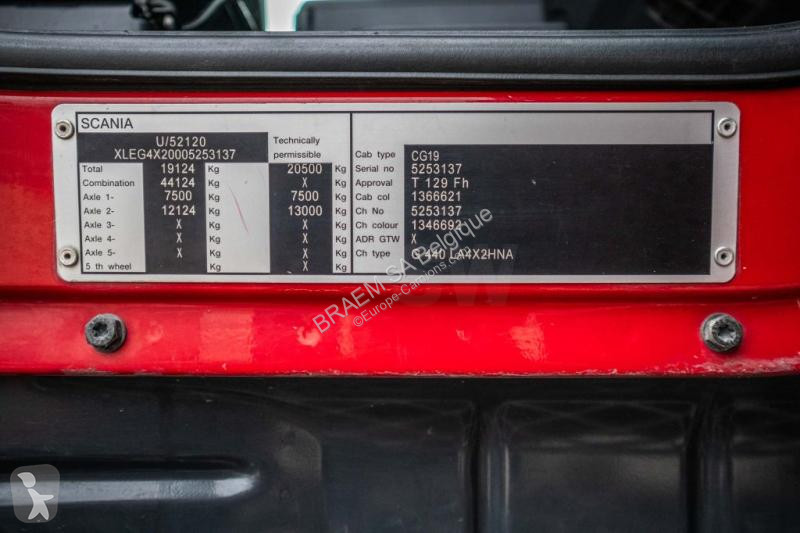 SCANIA
U/52120
XLEG4X20005253137
Technically permissible
Total 19124 Kg 20500 Kg
Combination 44124 Kg X Kg
Axle 1- 7500 Kg 7500 Kg
Axle 2- 12124 Kg 13000 Kg
Axle 3- X Kg X Kg
Axle 4- X Kg X Kg
Axle 5- X Kg X Kg
5 th wheel Kg X Kg
Cab type CG19
Serial no 5253137
Approval T 129 Fh
Cab col 1366621
Ch No 5253137
Ch colour 1346692
ADR GTW X
Ch type G 440 LA4X2HNA
BRAEM SA Belgique
©Europe-Camions.com